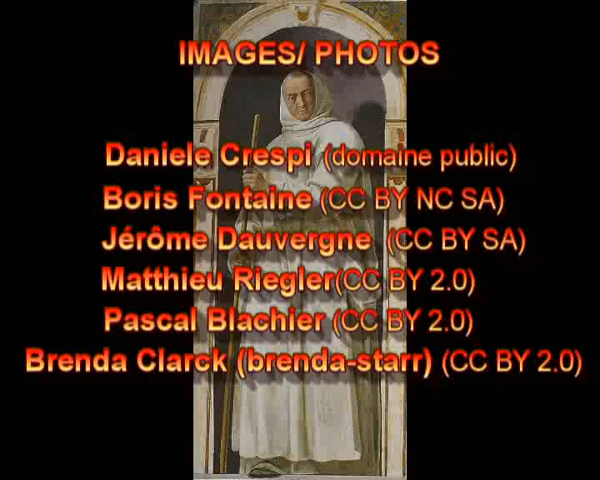 IMAGES/ PHOTOS
Daniele Crespi (domaine public)
Boris Fontaine (CC BY NC SA)
Jérôme Dauvergne (CC BY SA)
Matthieu Riegler(CC BY 2.0)
Pascal Blachier (CC BY 2.0)
Brenda Clarck (brenda-starr) (CC BY 2.0)